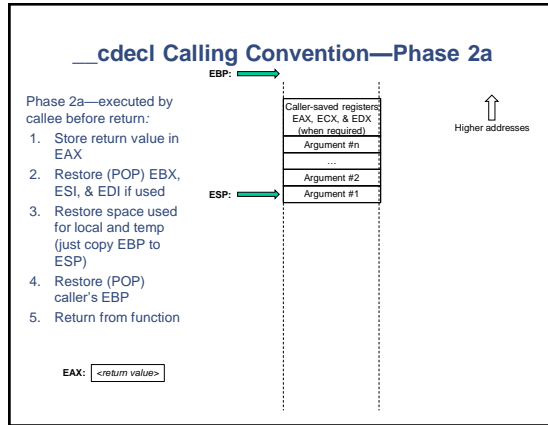 __cdecl Calling Convention—Phase 2a
EBP:
Phase 2a—executed by
callee before return:
1. Store return value in
EAX
2. Restore (POP) EBX,
ESI, & EDI if used
3. Restore space used
for local and temp
(just copy EBP to
ESP)
4. Restore (POP)
caller's EBP
5. Return from function
EAX: <return value>
Caller-saved registers
EAX, ECX, & EDX
(when required)
Argument #n
…
Argument #2
ESP:
Argument #1
Higher addresses